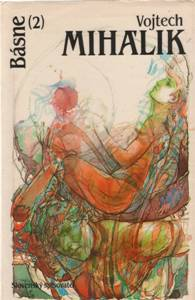 Básne (2)
Vojtech
MIHÁLIK
Slovenský spisovateľ